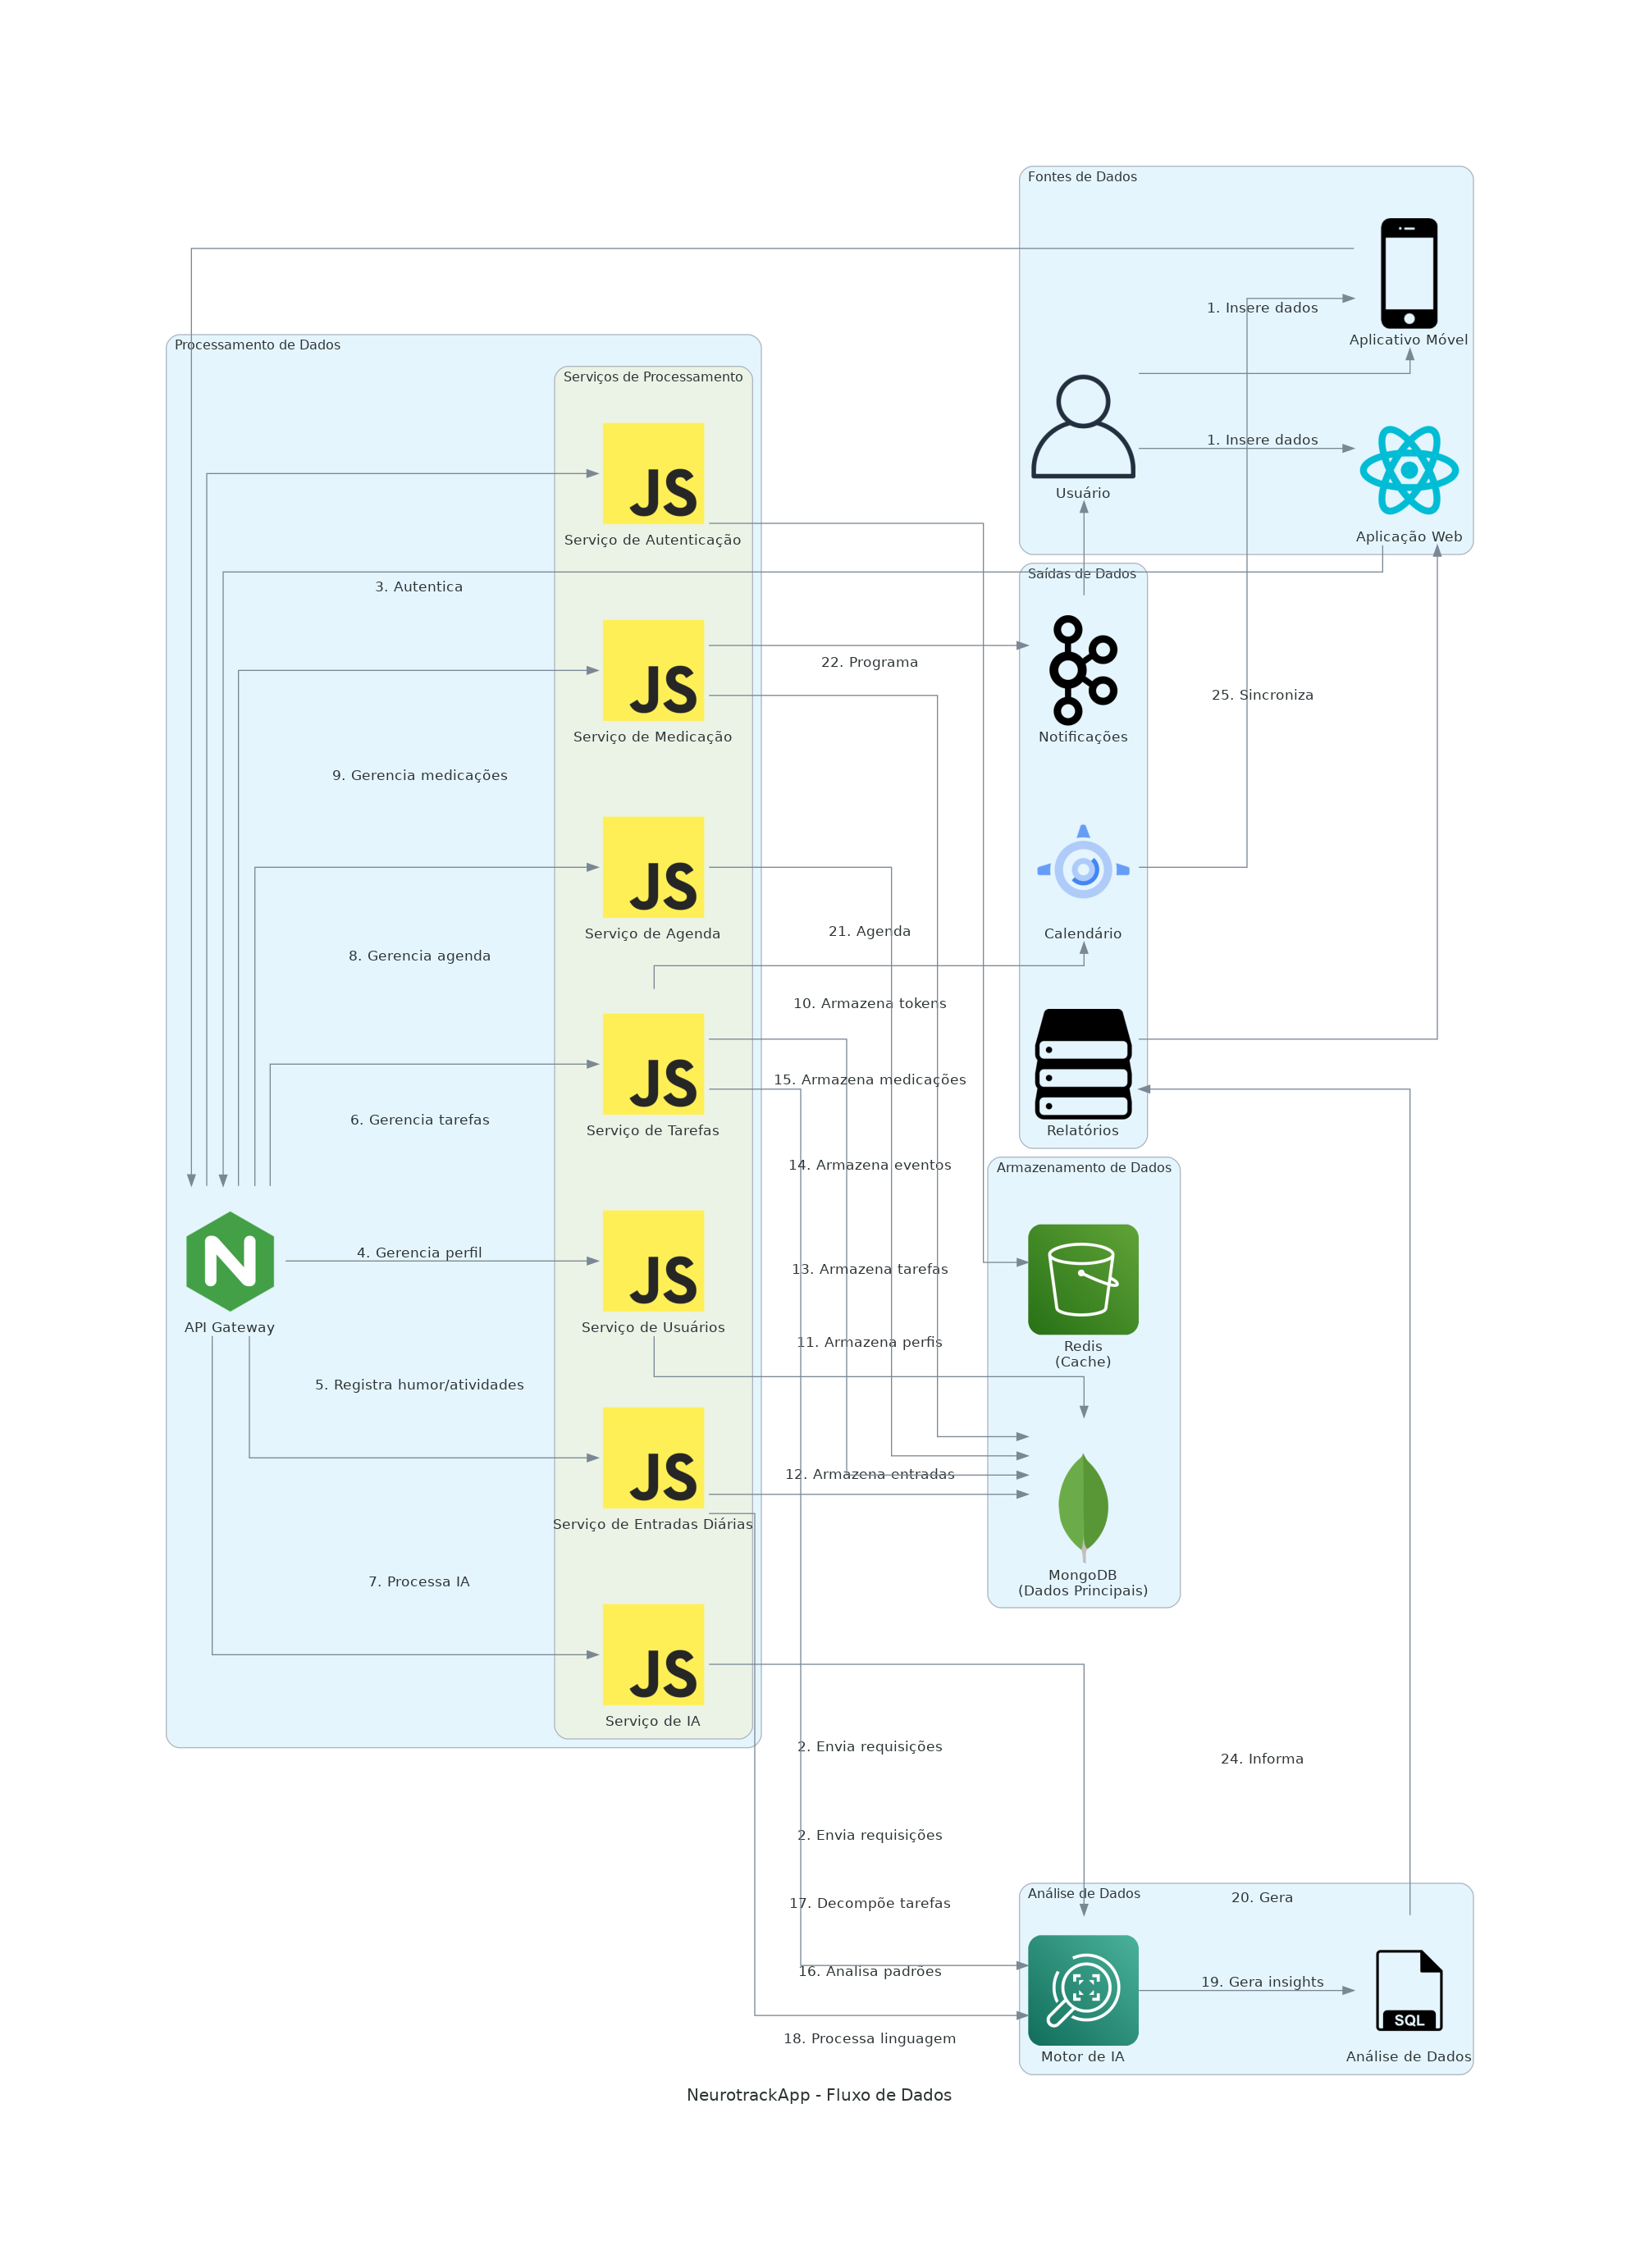 Fontes de Dados
1. Insere dados
Aplicativo Móvel
Processamento de Dados
Serviços de Processamento
JS
Serviço de Autenticação
1. Insere dados
Usuário
Aplicação Web
3. Autentica
Saídas de Dados
JS
Serviço de Medicação
22. Programa
Notificações
25. Sincroniza
9. Gerencia medicações
JS
Serviço de Agenda
21. Agenda
Calendário
8. Gerencia agenda
10. Armazena tokens
JS
Serviço de Tarefas
15. Armazena medicações
Relatórios
6. Gerencia tarefas
14. Armazena eventos
Armazenamento de Dados
N
API Gateway
4. Gerencia perfil
JS
Serviço de Usuários
13. Armazena tarefas
11. Armazena perfis
Redis
(Cache)
5. Registra humor/atividades
JS
Serviço de Entradas Diárias
12. Armazena entradas
MongoDB
(Dados Principais)
7. Processa IA
JS
Serviço de IA
2. Envia requisições
24. Informa
2. Envia requisições
17. Decompõe tarefas
Análise de Dados
20. Gera
16. Analisa padrões
19. Gera insights
SQL
18. Processa linguagem
Motor de IA
Análise de Dados
NeurotrackApp - Fluxo de Dados